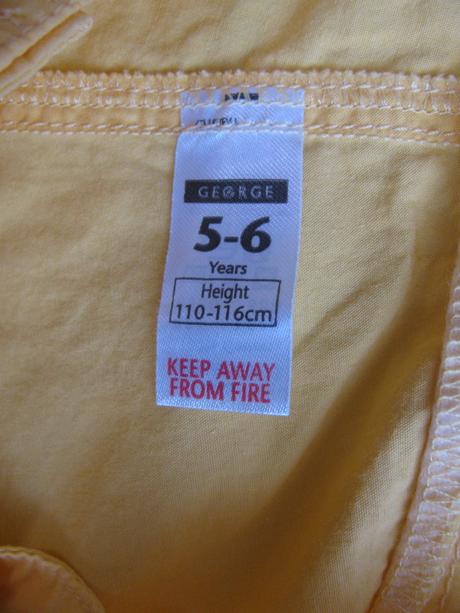 GEORGE
5-6
Years
Height
110-116cm
KEEP AWAY
FROM FIRE